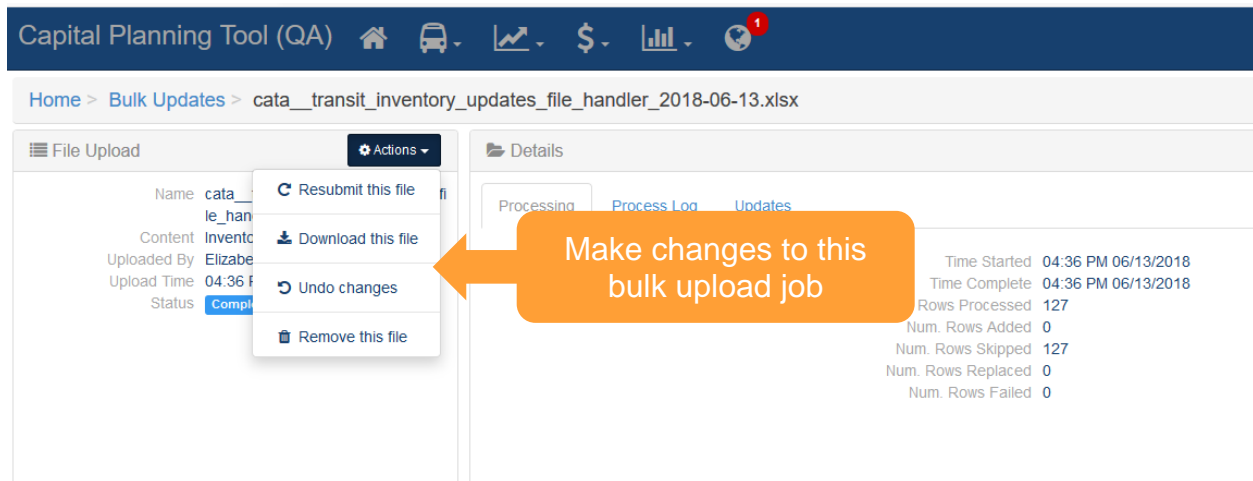 Capital Planning Tool (QA)
1
Home > Bulk Updates > cata__transit_inventory_updates_file_handler_2018-06-13.xlsx
File Upload
Actions
Name cata_ fi
le_han
Content Invento
Uploaded By Elizabe
Upload Time 04:36 P
Status Comple
Resubmit this file
Download this file
Undo changes
Remove this file
Details
Processing Process Log Updates
Make changes to this
bulk upload job
Time Started 04:36 PM 06/13/2018
Time Complete 04:36 PM 06/13/2018
Rows Processed 127
Num. Rows Added 0
Num. Rows Skipped 127
Num. Rows Replaced 0
Num. Rows Failed 0